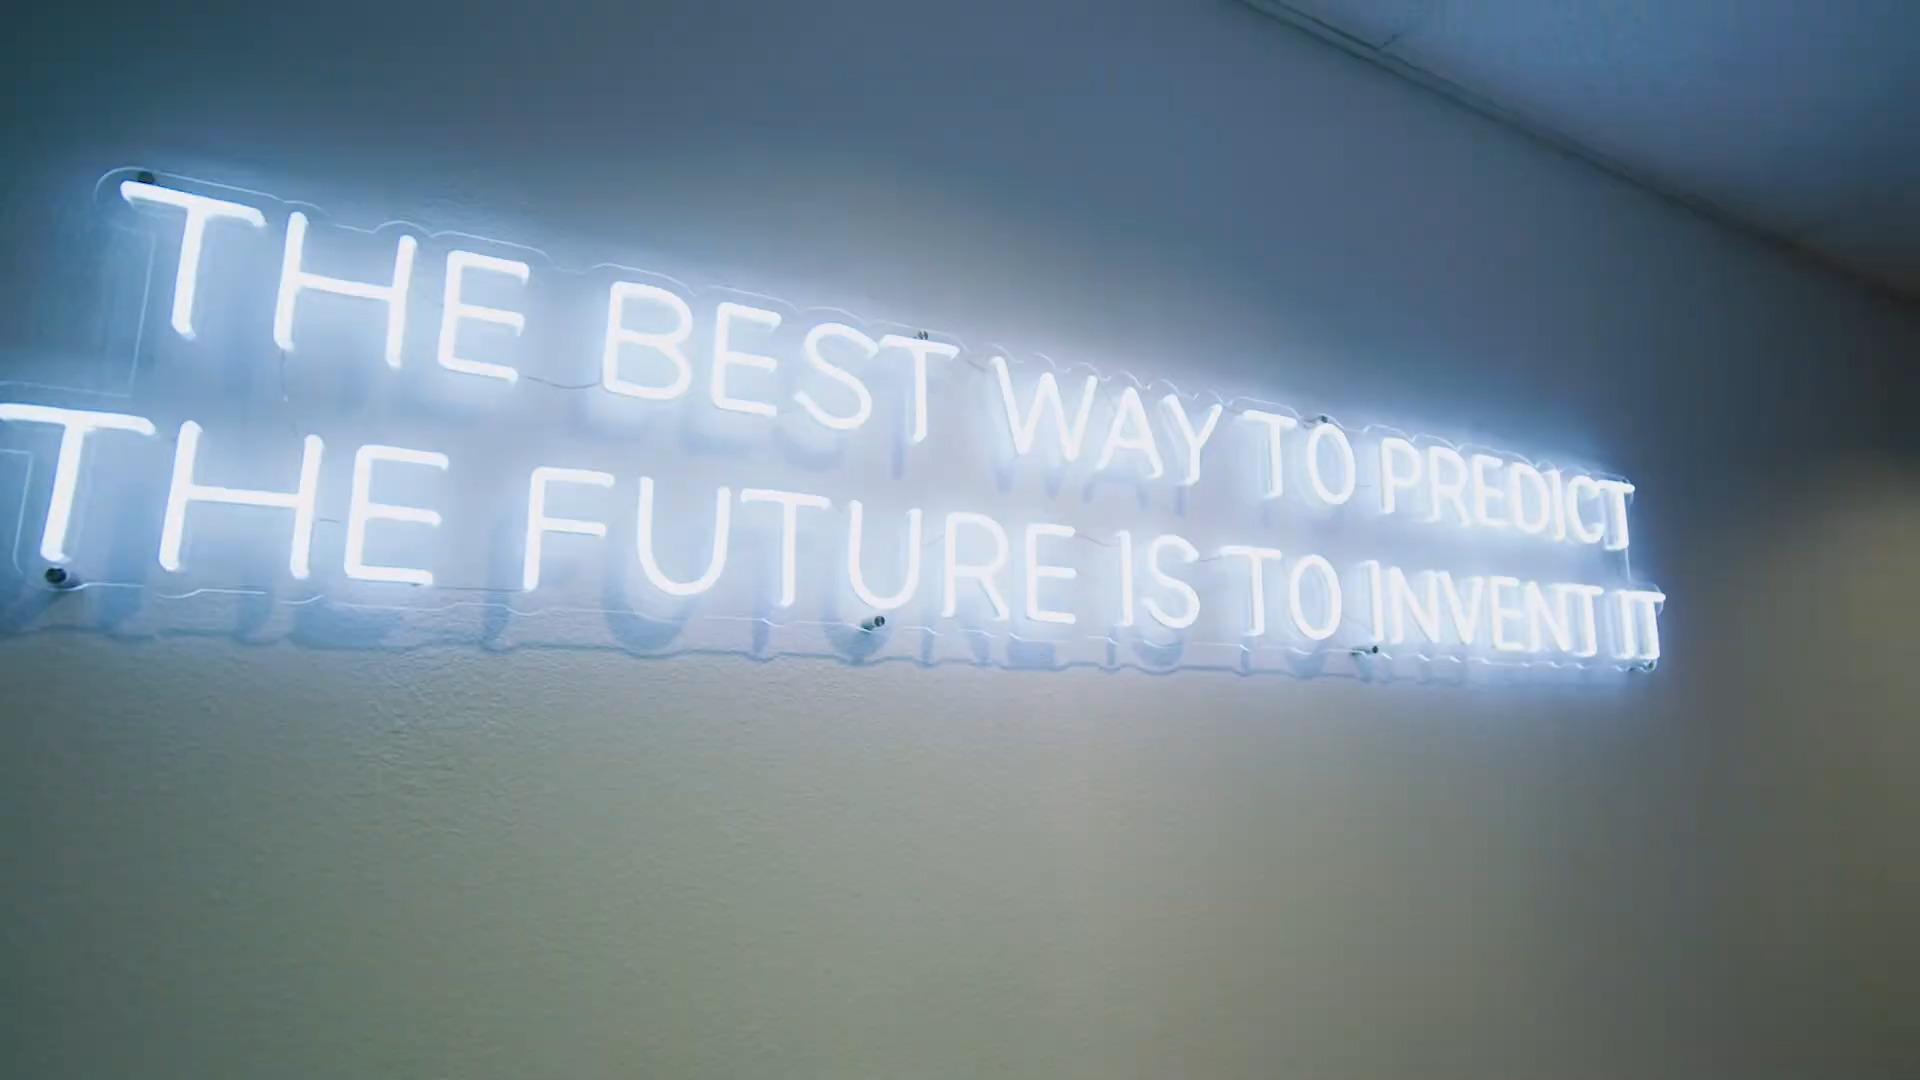 THE BEST WAY TO PREDICT
THE FUTURE IS TO INVENT IT